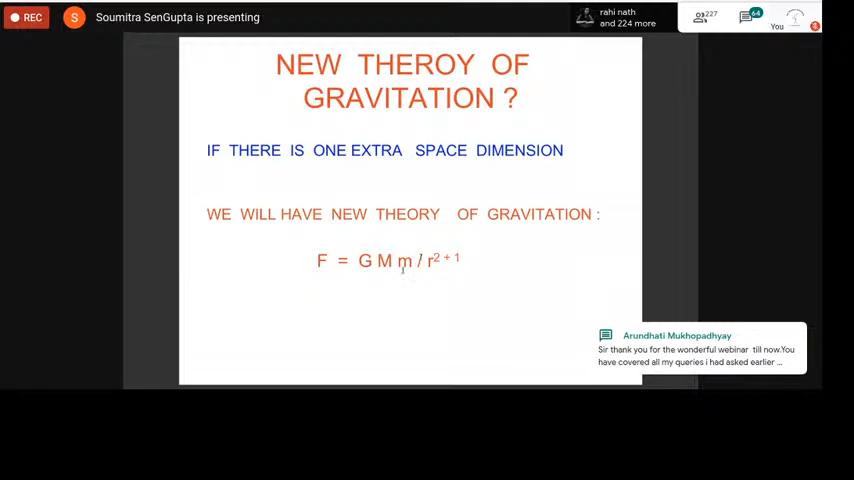 REC
S
Soumitra SenGupta is presenting
rahi nath
and 224 more
227
64
You
NEW THEROY OF
GRAVITATION ?
IF THERE IS ONE EXTRA SPACE DIMENSION
WE WILL HAVE NEW THEORY OF GRAVITATION :
F = G M m / r²⁺¹
Arundhati Mukhopadhyay
Sir thank you for the wonderful webinar till now.You
have covered all my queries i had asked earlier ...